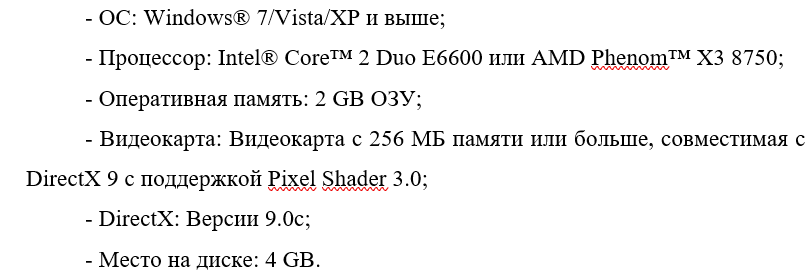 - ОС: Windows® 7/Vista/XP и выше;
- Процессор: Intel® Core™ 2 Duo E6600 или AMD Phenom™ X3 8750;
- Оперативная память: 2 GB ОЗУ;
- Видеокарта: Видеокарта с 256 МБ памяти или больше, совместимая с
DirectX 9 с поддержкой Pixel Shader 3.0;
- DirectX: Версии 9.0c;
- Место на диске: 4 GB.